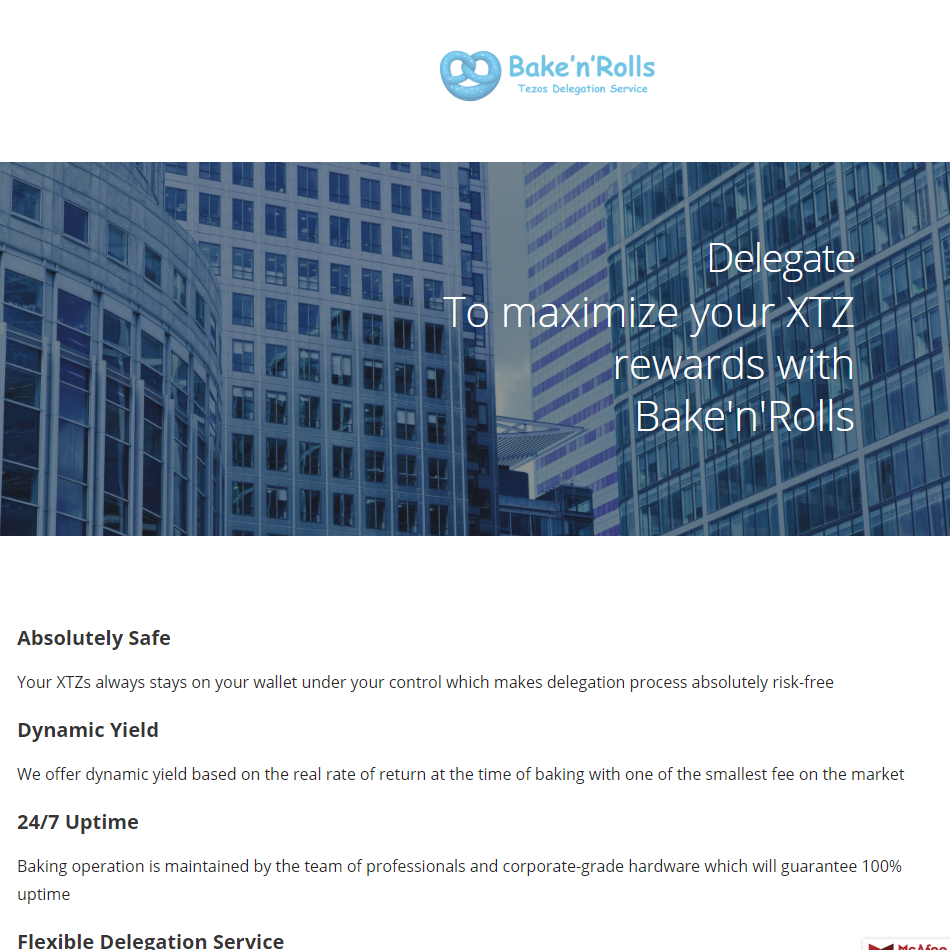 Bake'n'Rolls
Tezos Delegation Service
Delegate
To maximize your XTZ
rewards with
Bake'n'Rolls
Absolutely Safe
Your XTZs always stays on your wallet under your control which makes delegation process absolutely risk-free
Dynamic Yield
We offer dynamic yield based on the real rate of return at the time of baking with one of the smallest fee on the market
24/7 Uptime
Baking operation is maintained by the team of professionals and corporate-grade hardware which will guarantee 100%
uptime
Flexible Delegation Service
McAfee